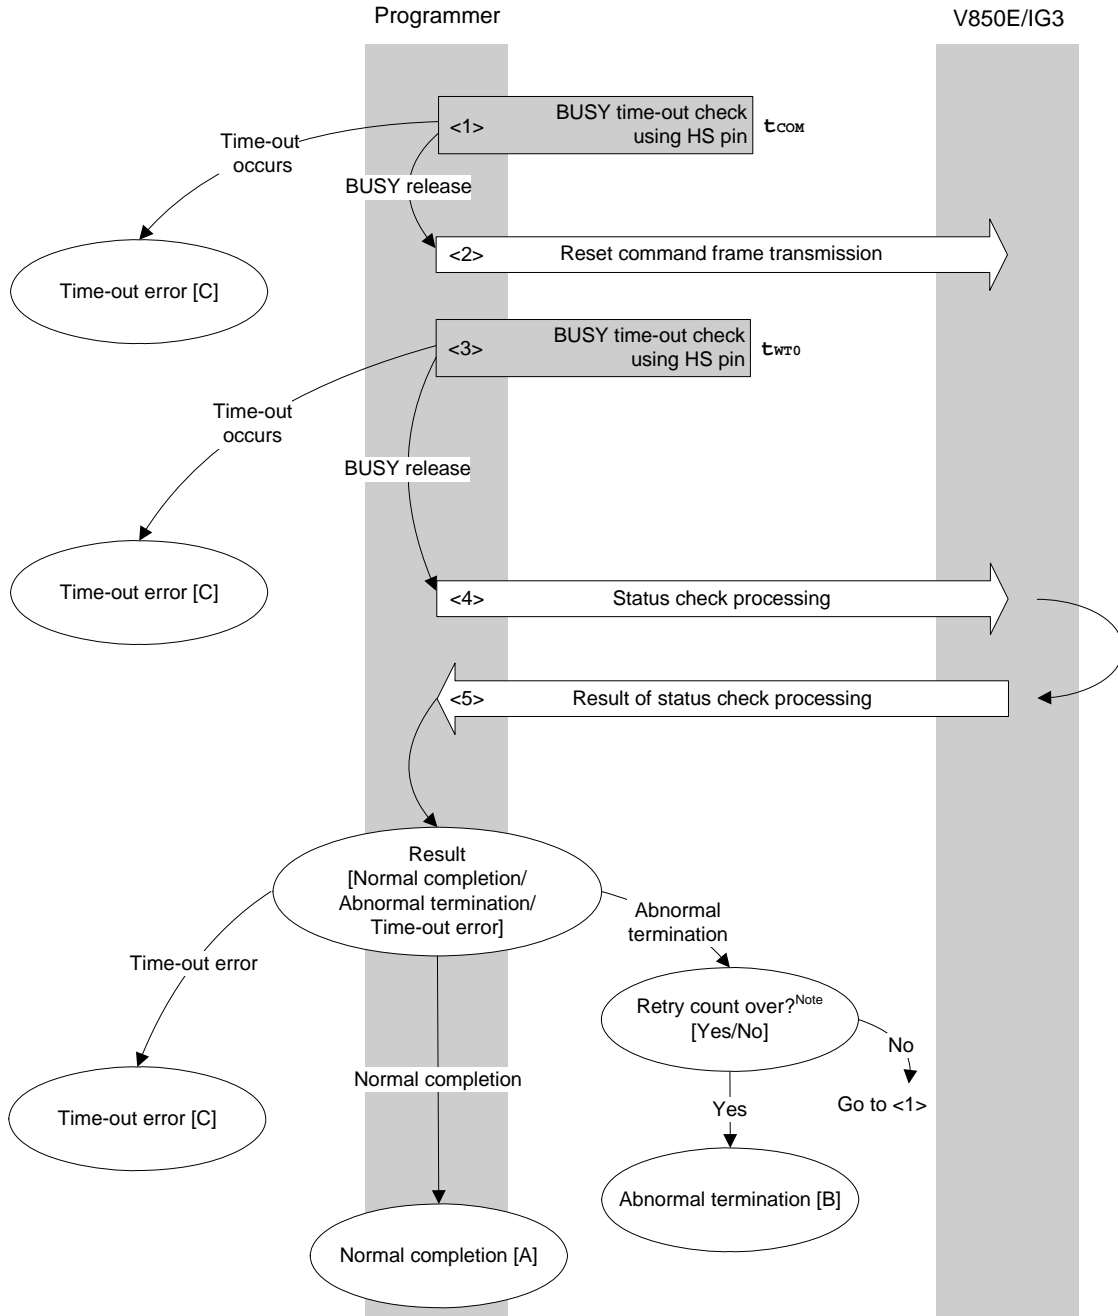 Programmer
V850E/IG3
<1>
BUSY time-out check
using HS pin
tCOM
Time-out
occurs
BUSY release
<2>
Reset command frame transmission
Time-out error [C]
<3>
BUSY time-out check
using HS pin
tWT0
Time-out
occurs
BUSY release
Time-out error [C]
<4>
Status check processing
<5>
Result of status check processing
Result
[Normal completion/
Abnormal termination/
Time-out error]
Abnormal
termination
Time-out error
Retry count over?Note
[Yes/No]
No
Normal completion
Go to <1>
Yes
Time-out error [C]
Abnormal termination [B]
Normal completion [A]